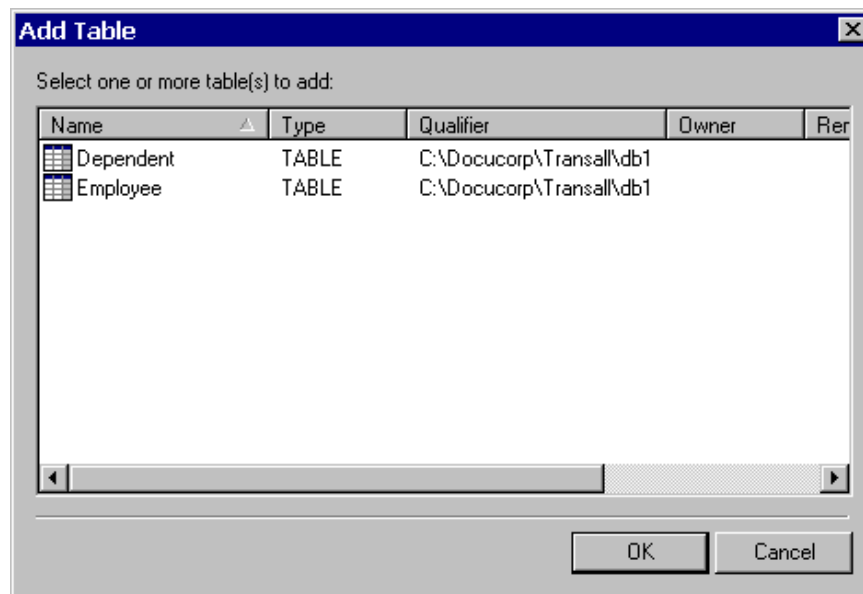 Add Table
Select one or more table(s) to add:
Name Type Qualifier Owner Rer
Dependent TABLE C:\Docucorp\Transall\db1
Employee TABLE C:\Docucorp\Transall\db1
OK Cancel